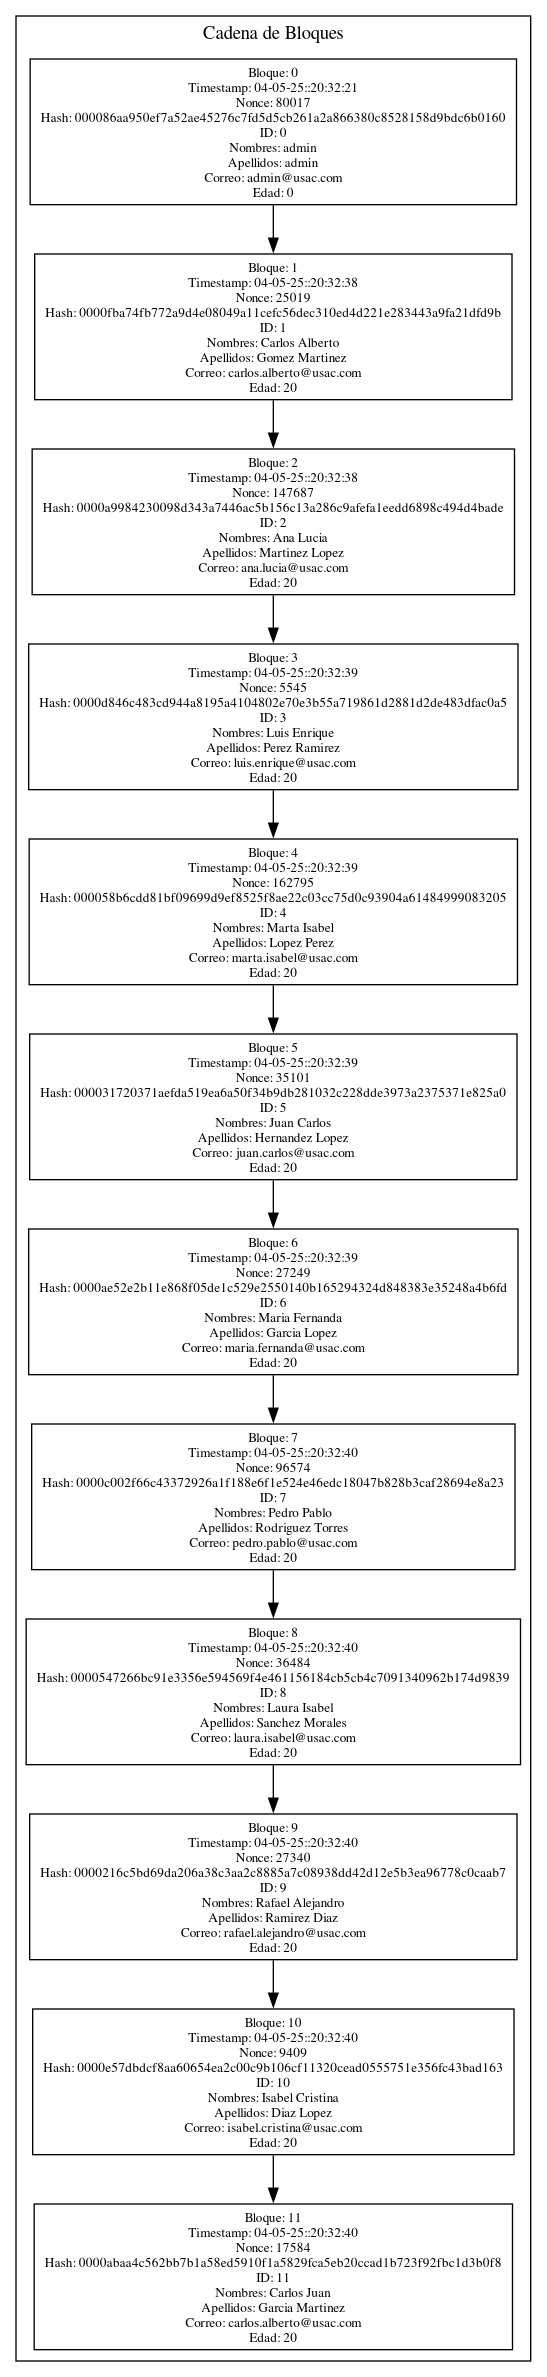 Cadena de Bloques
Bloque: 0
Timestamp: 04-05-25::20:32:21
Nonce: 80017
Hash: 000086aa950ef7a52ae45276c7fd5d5cb261a2a866380c8528158d9bdc6b0160
ID: 0
Nombres: admin
Apellidos: admin
Correo: admin@usac.com
Edad: 0
Bloque: 1
Timestamp: 04-05-25::20:32:38
Nonce: 25019
Hash: 0000fba74fb772a9d4e08049a11cefc56dec310ed4d221e283443a9fa21dfd9b
ID: 1
Nombres: Carlos Alberto
Apellidos: Gomez Martinez
Correo: carlos.alberto@usac.com
Edad: 20
Bloque: 2
Timestamp: 04-05-25::20:32:38
Nonce: 147687
Hash: 0000a9984230098d343a7446ac5b156c13a286c9afefa1eedd6898c494d4bade
ID: 2
Nombres: Ana Lucia
Apellidos: Martinez Lopez
Correo: ana.lucia@usac.com
Edad: 20
Bloque: 3
Timestamp: 04-05-25::20:32:39
Nonce: 5545
Hash: 0000d846c483cd944a8195a4104802e70e3b55a719861d2881d2de483dfac0a5
ID: 3
Nombres: Luis Enrique
Apellidos: Perez Ramirez
Correo: luis.enrique@usac.com
Edad: 20
Bloque: 4
Timestamp: 04-05-25::20:32:39
Nonce: 162795
Hash: 000058b6cdd81bf09699d9ef8525f8ae22c03cc75d0c93904a61484999083205
ID: 4
Nombres: Marta Isabel
Apellidos: Lopez Perez
Correo: marta.isabel@usac.com
Edad: 20
Bloque: 5
Timestamp: 04-05-25::20:32:39
Nonce: 35101
Hash: 000031720371aefda519ea6a50f34b9db281032c228dde3973a2375371e825a0
ID: 5
Nombres: Juan Carlos
Apellidos: Hernandez Lopez
Correo: juan.carlos@usac.com
Edad: 20
Bloque: 6
Timestamp: 04-05-25::20:32:39
Nonce: 27249
Hash: 0000ae52e2b11e868f05de1c529e2550140b165294324d848383e35248a4b6fd
ID: 6
Nombres: Maria Fernanda
Apellidos: Garcia Lopez
Correo: maria.fernanda@usac.com
Edad: 20
Bloque: 7
Timestamp: 04-05-25::20:32:40
Nonce: 96574
Hash: 0000c002f66c43372926a1f188e6f1e524e46edc18047b828b3caf28694e8a23
ID: 7
Nombres: Pedro Pablo
Apellidos: Rodriguez Torres
Correo: pedro.pablo@usac.com
Edad: 20
Bloque: 8
Timestamp: 04-05-25::20:32:40
Nonce: 36484
Hash: 0000547266bc91e3356e594569f4e461156184cb5cb4c7091340962b174d9839
ID: 8
Nombres: Laura Isabel
Apellidos: Sanchez Morales
Correo: laura.isabel@usac.com
Edad: 20
Bloque: 9
Timestamp: 04-05-25::20:32:40
Nonce: 27340
Hash: 0000216c5bd69da206a38c3aa2c8885a7c08938dd42d12e5b3ea96778c0caab7
ID: 9
Nombres: Rafael Alejandro
Apellidos: Ramirez Diaz
Correo: rafael.alejandro@usac.com
Edad: 20
Bloque: 10
Timestamp: 04-05-25::20:32:40
Nonce: 9409
Hash: 0000e57dbdcf8aa60654ea2c00c9b106cf11320cead0555751e356fc43bad163
ID: 10
Nombres: Isabel Cristina
Apellidos: Diaz Lopez
Correo: isabel.cristina@usac.com
Edad: 20
Bloque: 11
Timestamp: 04-05-25::20:32:40
Nonce: 17584
Hash: 0000abaa4c562bb7b1a58ed5910f1a5829fca5eb20ccad1b723f92fbc1d3b0f8
ID: 11
Nombres: Carlos Juan
Apellidos: Garcia Martinez
Correo: carlos.alberto@usac.com
Edad: 20